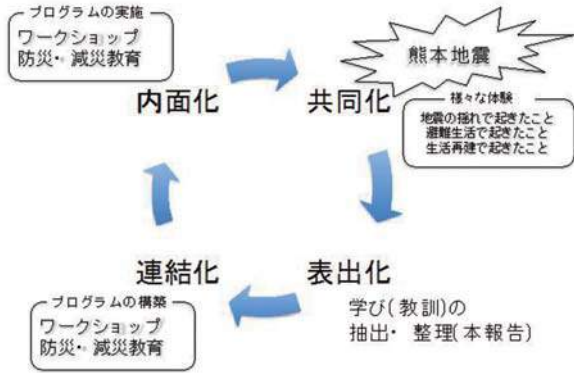 プログラムの実施
ワークショップ
防災・減災教育
内面化
共同化
熊本地震
様々な体験
地震の揺れで起きたこと
避難生活で起きたこと
生活再建で起きたこと
連結化
プログラムの構築
ワークショップ
防災・減災教育
表出化
学び(教訓)の
抽出・整理(本報告)